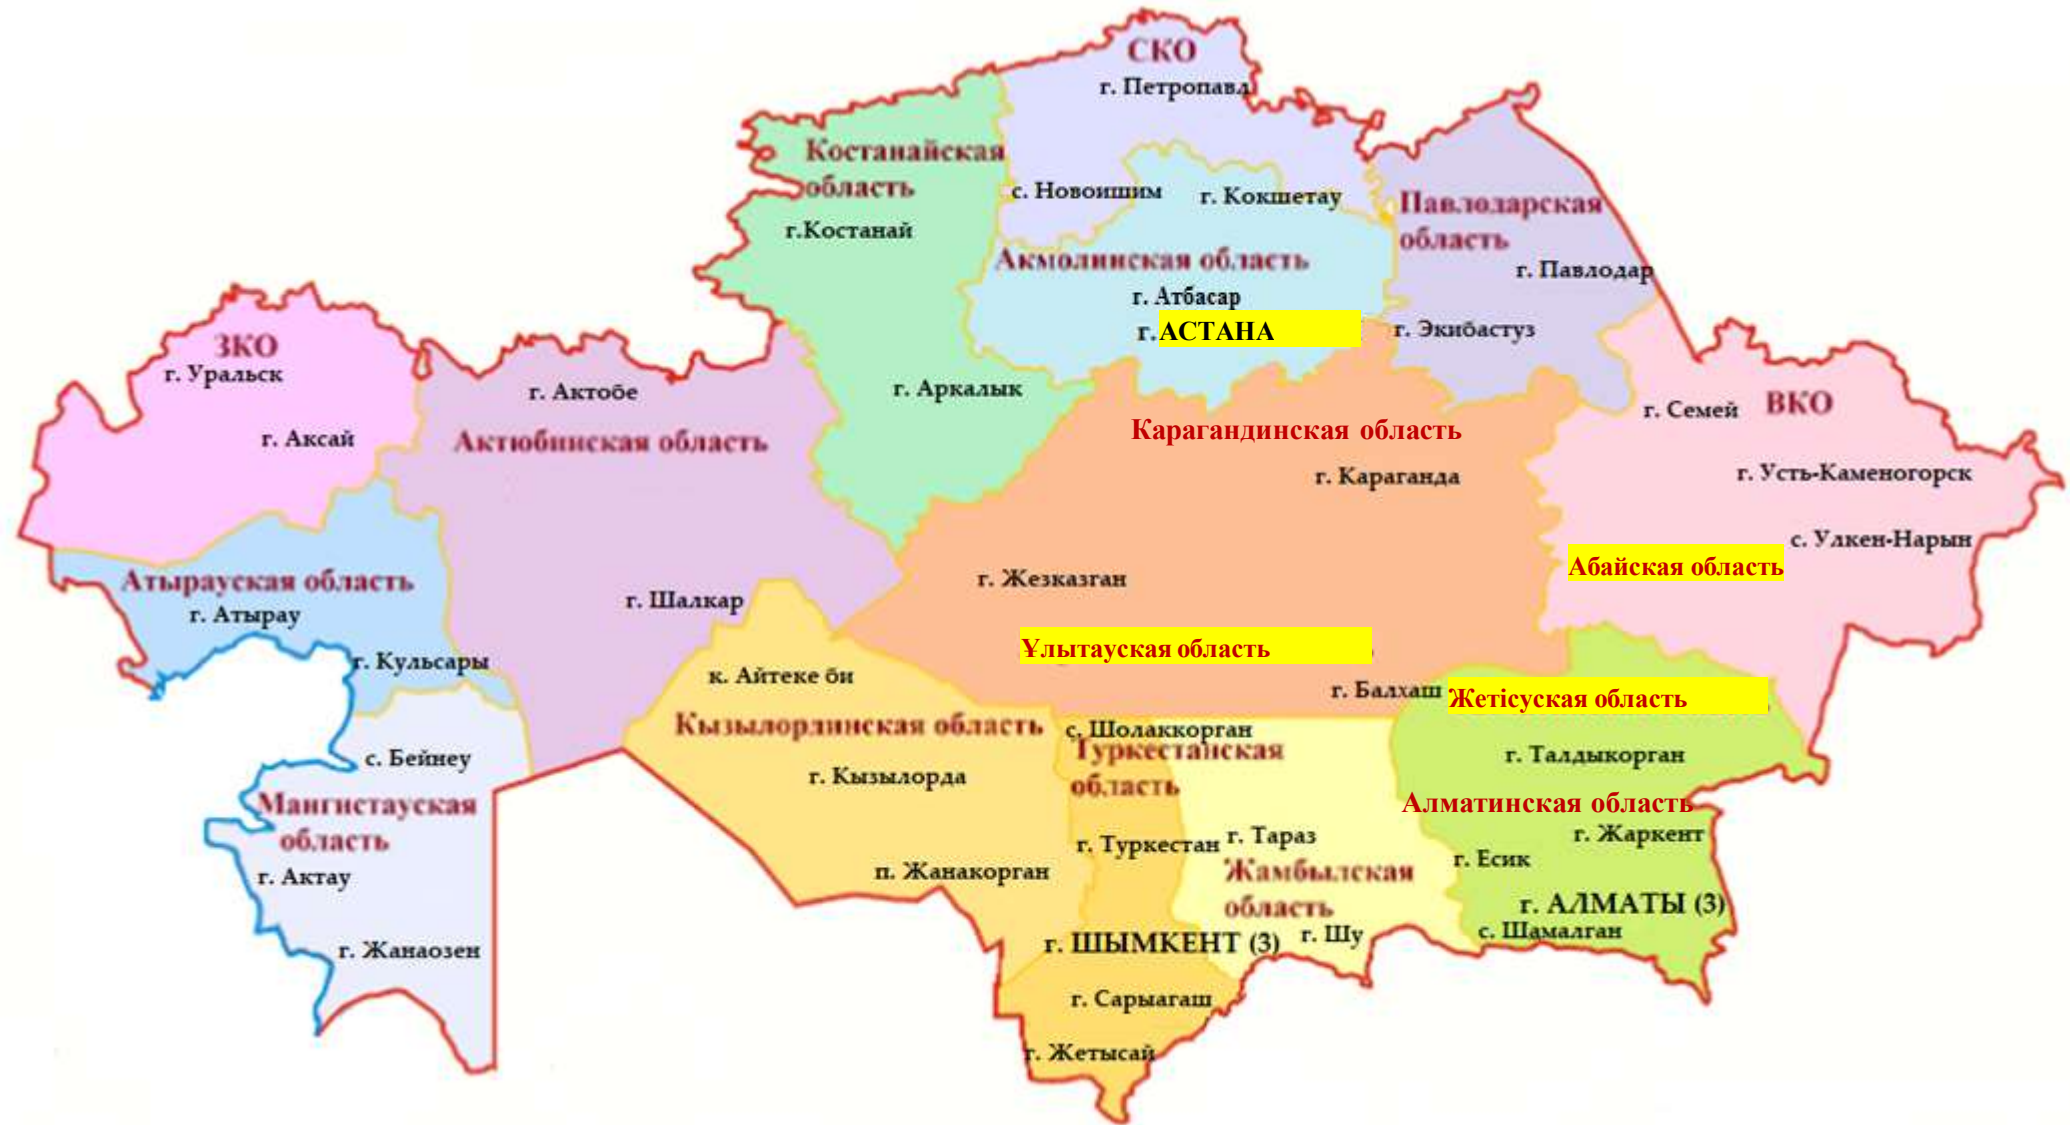 СКО
г. Петропавл
Костанайская
область
г.Костанай
с. Новоишим
г. Кокшетау
Павлодарская
область
г. Павлодар
Акмолинская область
г. Атбасар
г. АСТАНА
г. Экибастуз
ЗКО
г. Уральск
г. Аксай
г. Актобе
Актюбинская область
г. Аркалык
Карагандинская область
г. Караганда
г. Семей
ВКО
г. Усть-Каменогорск
с. Улкен-Нарын
Абайская область
Атырауская область
г. Атырау
г. Кульсары
г. Шалкар
г. Жезказган
Ұлытауская область
г. Балхаш
Жетісуская область
к. Айтеке би
Кызылординская область
г. Кызылорда
п. Жанакорган
с. Шолаккорган
Туркестанская
область
г. Туркестан
г. Талдыкорган
Алматинская область
г. Жаркент
г. Есик
г. АЛМАТЫ (3)
с. Шамалган
г. Тараз
Жамбылская
область
г. Шу
с. Бейнеу
Мангистауская
область
г. Актау
г. Жанаозен
г. ШЫМКЕНТ (3)
г. Сарыагаш
г. Жетысай